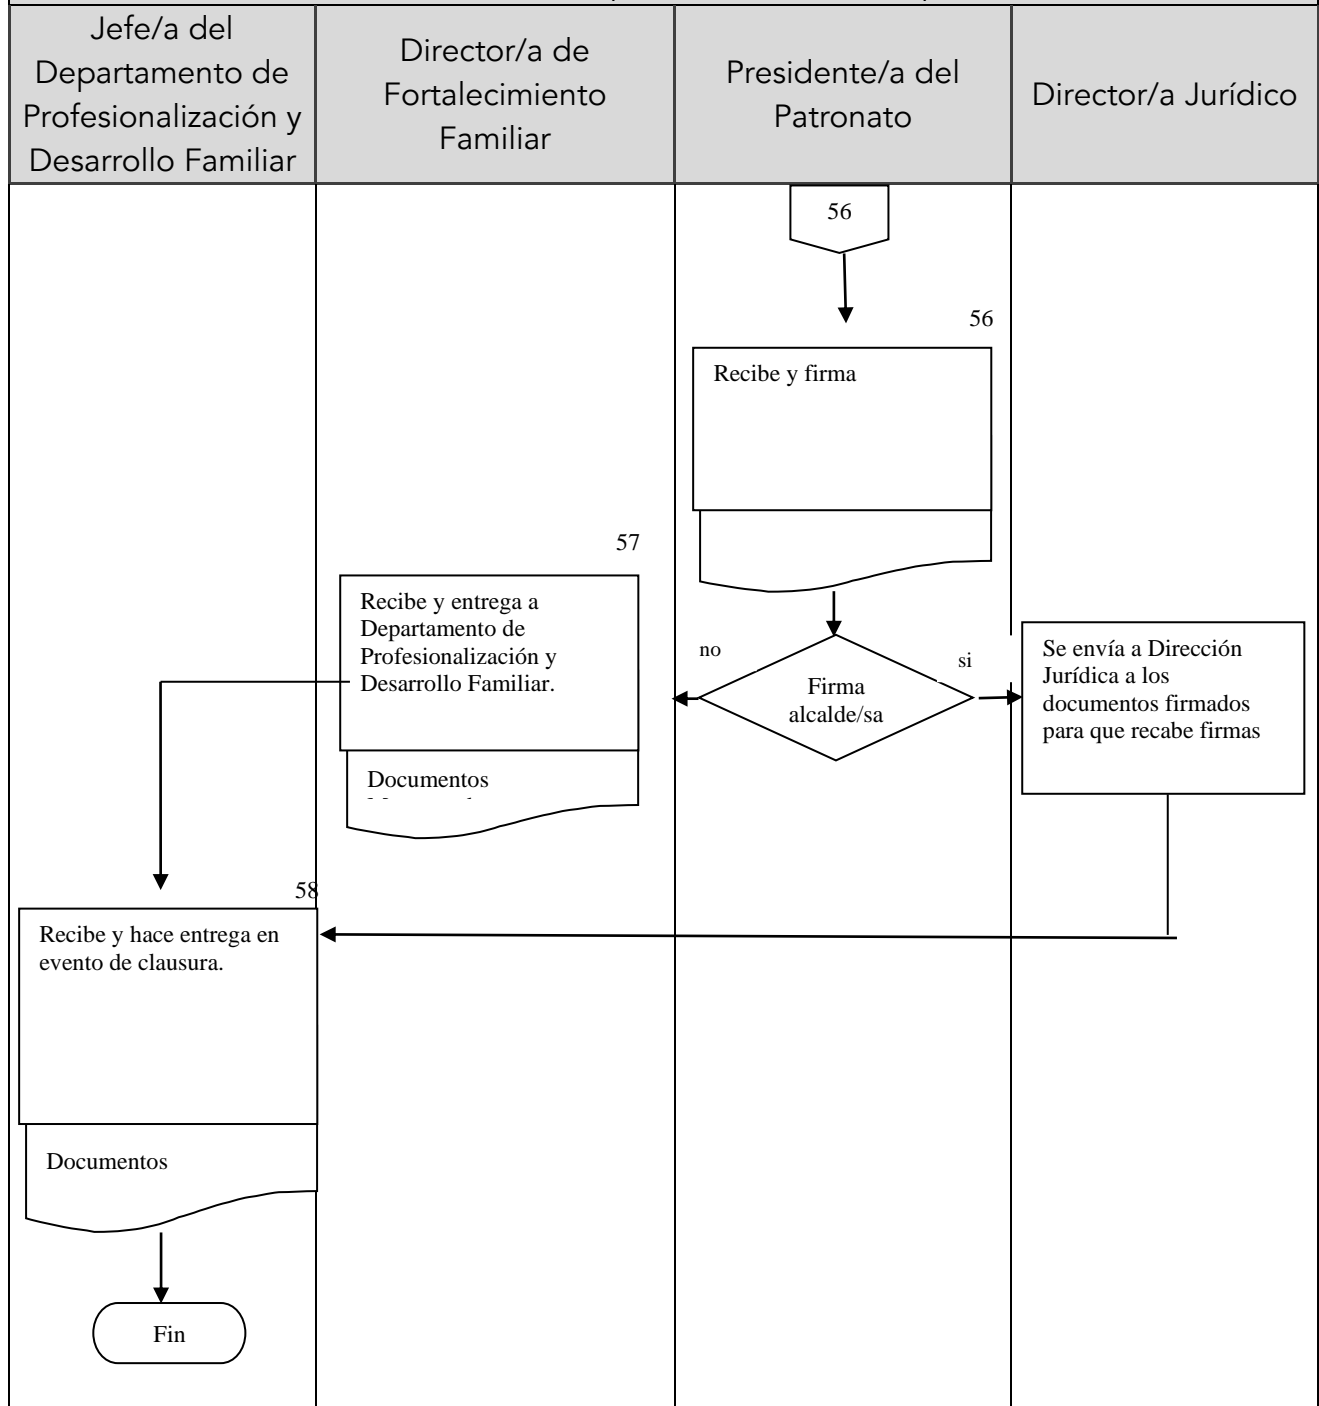 Jefe/a del
Departamento de
Profesionalización y
Desarrollo Familiar
Director/a de
Fortalecimiento
Familiar
Presidente/a del
Patronato
Director/a Jurídico
56
56
Recibe y firma
57
Recibe y entrega a
Departamento de
Profesionalización y
Desarrollo Familiar.
Documentos
no
Firma
alcalde/sa
si
Se envía a Dirección
Jurídica a los
documentos firmados
para que recabe firmas
58
Recibe y hace entrega en
evento de clausura.
Documentos
Fin